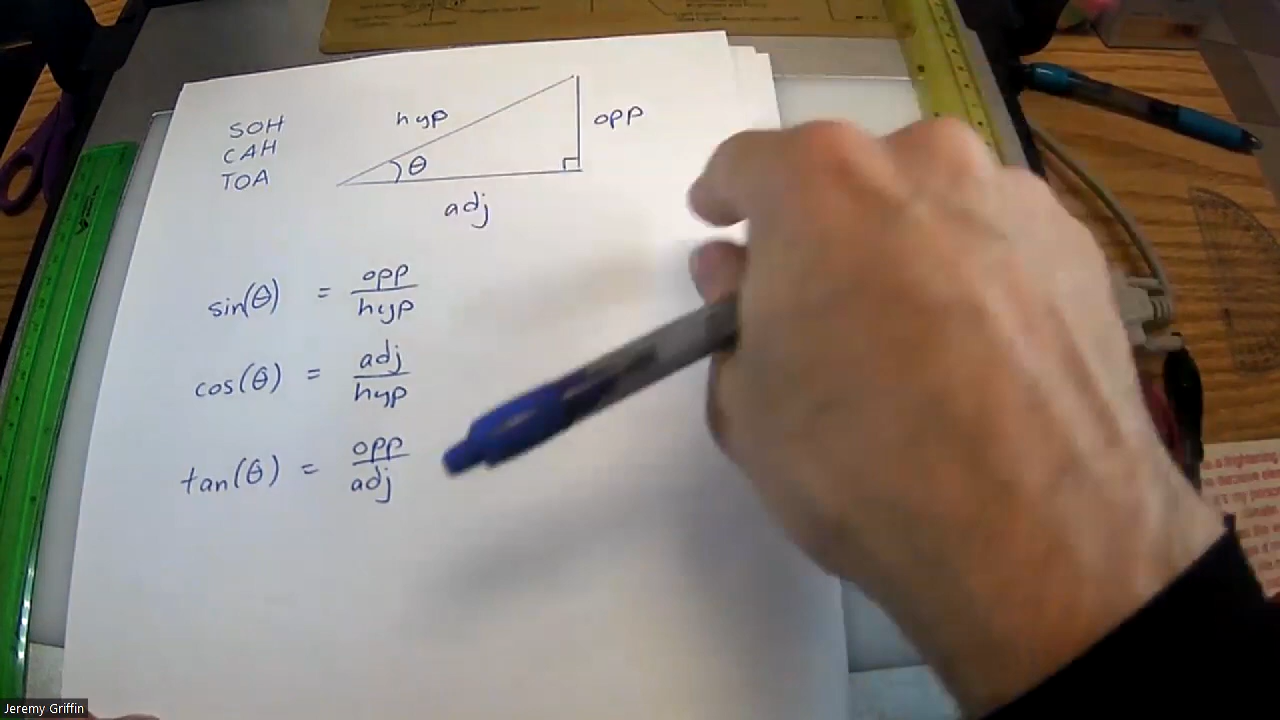 SOH
CAH
TOA
hyp
opp
θ
adj
sin(θ) = opp/hyp
cos(θ) = adj/hyp
tan(θ) = opp/adj
Jeremy Griffin